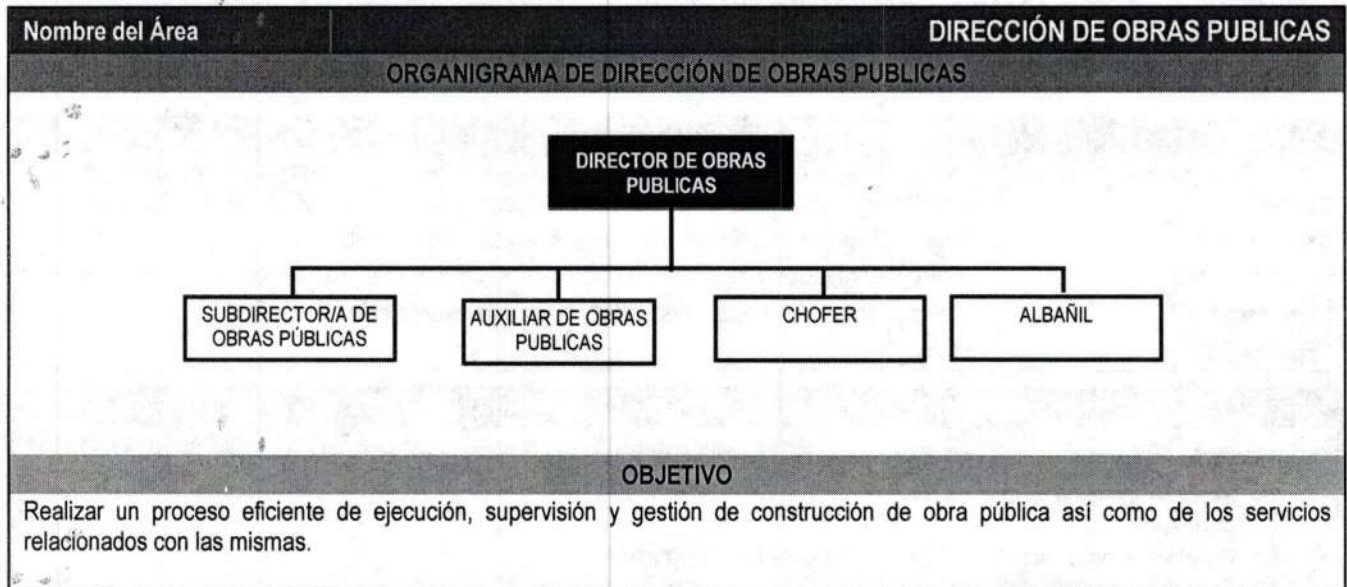 Nombre del Área DIRECCIÓN DE OBRAS PUBLICAS
ORGANIGRAMA DE DIRECCIÓN DE OBRAS PUBLICAS
DIRECTOR DE OBRAS
PUBLICAS
SUBDIRECTOR/A DE
OBRAS PÚBLICAS
AUXILIAR DE OBRAS
PUBLICAS
CHOFER
ALBAÑIL
OBJETIVO
Realizar un proceso eficiente de ejecución, supervisión y gestión de construcción de obra pública así como de los servicios
relacionados con las mismas.